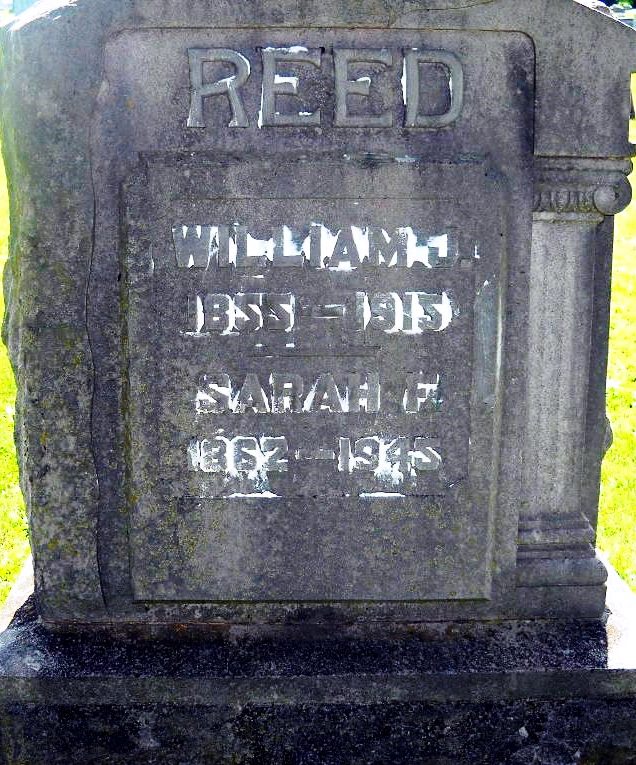 REED
WILLIAM J.
1855 — 1915
SARAH F.
1862 — 1945